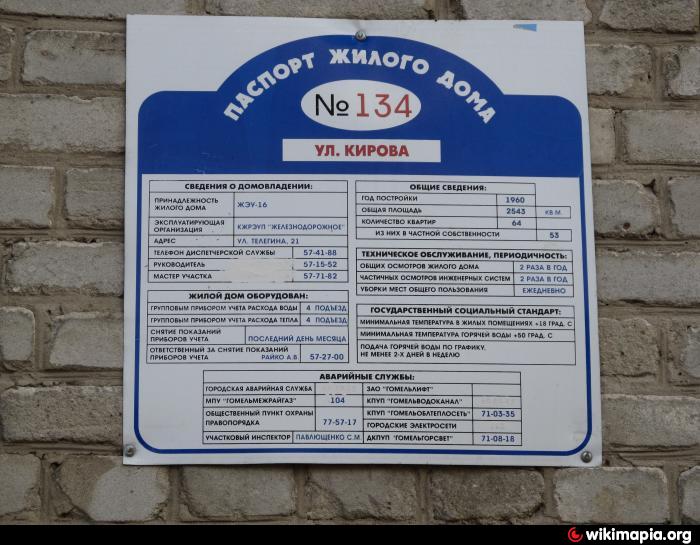 ПАСПОРТ ЖИЛОГО ДОМА
№ 134
УЛ. КИРОВА
СВЕДЕНИЯ О ДОМОВЛАДЕНИИ:
ПРИНАДЛЕЖНОСТЬ
ЖИЛОГО ДОМА
ЖЭУ-16
ЭКСПЛУАТИРУЮЩАЯ
ОРГАНИЗАЦИЯ
КЖРЭУП "ЖЕЛЕЗНОДОРОЖНОЕ"
АДРЕС УЛ. ТЕЛЕГИНА, 21
ТЕЛЕФОН ДИСПЕТЧЕРСКОЙ СЛУЖБЫ 57-41-88
РУКОВОДИТЕЛЬ 57-15-52
МАСТЕР УЧАСТКА 57-71-82
ЖИЛОЙ ДОМ ОБОРУДОВАН:
ГРУППОВЫМ ПРИБОРОМ УЧЕТА РАСХОДА ВОДЫ 4 ПОДЪЕЗД
ГРУППОВЫМ ПРИБОРОМ УЧЕТА РАСХОДА ТЕПЛА 4 ПОДЪЕЗД
СНЯТИЕ ПОКАЗАНИЙ
ПРИБОРОВ УЧЕТА ПОСЛЕДНИЙ ДЕНЬ МЕСЯЦА
ОТВЕТСТВЕННЫЙ ЗА СНЯТИЕ ПОКАЗАНИЙ
ПРИБОРОВ УЧЕТА РАЙКО А.В. 57-27-00
ОБЩИЕ СВЕДЕНИЯ:
ГОД ПОСТРОЙКИ 1960
ОБЩАЯ ПЛОЩАДЬ 2543 КВ М.
КОЛИЧЕСТВО КВАРТИР 64
ИЗ НИХ В ЧАСТНОЙ СОБСТВЕННОСТИ 53
ТЕХНИЧЕСКОЕ ОБСЛУЖИВАНИЕ, ПЕРИОДИЧНОСТЬ:
ОБЩИХ ОСМОТРОВ ЖИЛОГО ДОМА 2 РАЗА В ГОД
ЧАСТИЧНЫХ ОСМОТРОВ ИНЖЕНЕРНЫХ СИСТЕМ 2 РАЗА В ГОД
УБОРКИ МЕСТ ОБЩЕГО ПОЛЬЗОВАНИЯ ЕЖЕДНЕВНО
ГОСУДАРСТВЕННЫЙ СОЦИАЛЬНЫЙ СТАНДАРТ:
МИНИМАЛЬНАЯ ТЕМПЕРАТУРА В ЖИЛЫХ ПОМЕЩЕНИЯХ +18 ГРАД. С
МИНИМАЛЬНАЯ ТЕМПЕРАТУРА ГОРЯЧЕЙ ВОДЫ +50 ГРАД. С
ПОДАЧА ГОРЯЧЕЙ ВОДЫ ПО ГРАФИКУ.
НЕ МЕНЕЕ 2-Х ДНЕЙ В НЕДЕЛЮ
АВАРИЙНЫЕ СЛУЖБЫ:
ГОРОДСКАЯ АВАРИЙНАЯ СЛУЖБА
МПУ "ГОМЕЛЬМЕЖРАЙГАЗ" 104
ОБЩЕСТВЕННЫЙ ПУНКТ ОХРАНЫ
ПРАВОПОРЯДКА 77-57-17
УЧАСТКОВЫЙ ИНСПЕКТОР ПАВЛЮЩЕНКО С.М.
ЗАО "ГОМЕЛЬЛИФТ"
КПУП "ГОМЕЛЬВОДОКАНАЛ"
КПУП "ГОМЕЛЬОБЛТЕПЛОСЕТЬ" 71-03-35
ГОРОДСКИЕ ЭЛЕКТРОСЕТИ
ДКПУП "ГОМЕЛЬГОРСВЕТ" 71-08-18
wikimapia.org